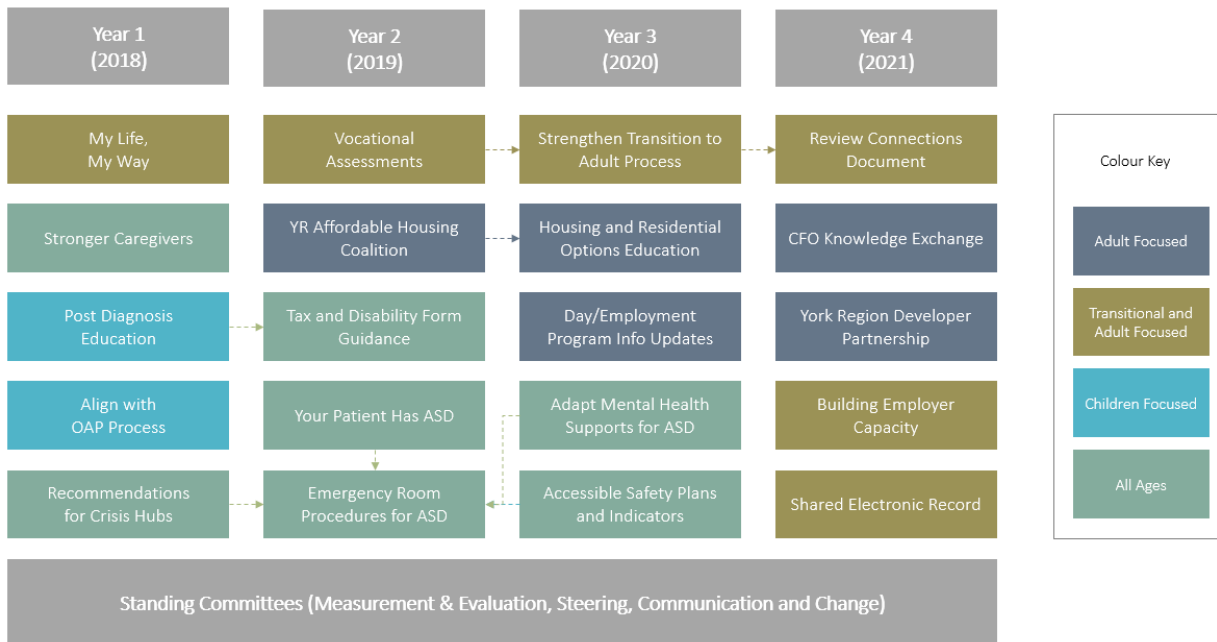 Year 1
(2018)
Year 2
(2019)
Year 3
(2020)
Year 4
(2021)
My Life,
My Way
Vocational
Assessments
Strengthen Transition to
Adult Process
Review Connections
Document
Stronger Caregivers
YR Affordable Housing
Coalition
Housing and Residential
Options Education
CFO Knowledge Exchange
Post Diagnosis
Education
Tax and Disability Form
Guidance
Day/Employment
Program Info Updates
York Region Developer
Partnership
Align with
OAP Process
Your Patient Has ASD
Adapt Mental Health
Supports for ASD
Building Employer
Capacity
Recommendations
for Crisis Hubs
Emergency Room
Procedures for ASD
Accessible Safety Plans
and Indicators
Shared Electronic Record
Standing Committees (Measurement & Evaluation, Steering, Communication and Change)
Colour Key
Adult Focused
Transitional and
Adult Focused
Children Focused
All Ages